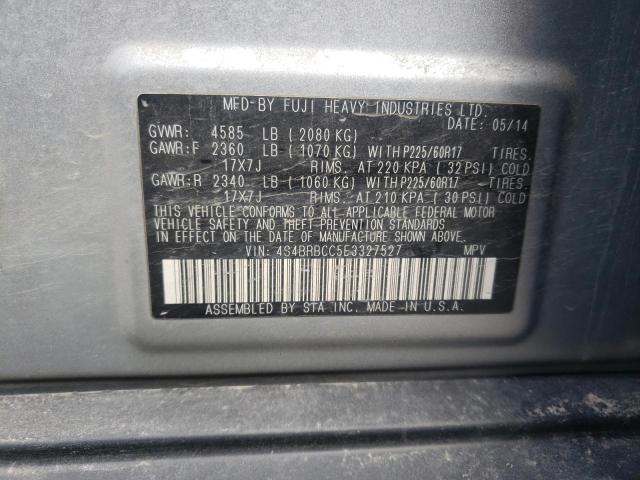 MFD-BY FUJI HEAVY INDUSTRIES LTD.
DATE: 05/14
GVWR: 4585 LB ( 2080 KG)
GAWR:F 2360 LB ( 1070 KG) WITH P225/60R17 TIRES.
17X7J RIMS. AT 220 KPA ( 32 PSI) COLD
GAWR:R 2340 LB ( 1060 KG) WITH P225/60R17 TIRES.
17X7J RIMS. AT 210 KPA ( 30 PSI) COLD
THIS VEHICLE CONFORMS TO ALL APPLICABLE FEDERAL MOTOR
VEHICLE SAFETY AND THEFT PREVENTION STANDARDS IN
EFFECT ON THE DATE OF MANUFACTURE SHOWN ABOVE.
VIN: 4S4BRBCC5E3327527 MPV
ASSEMBLED BY STA INC. MADE IN U.S.A.